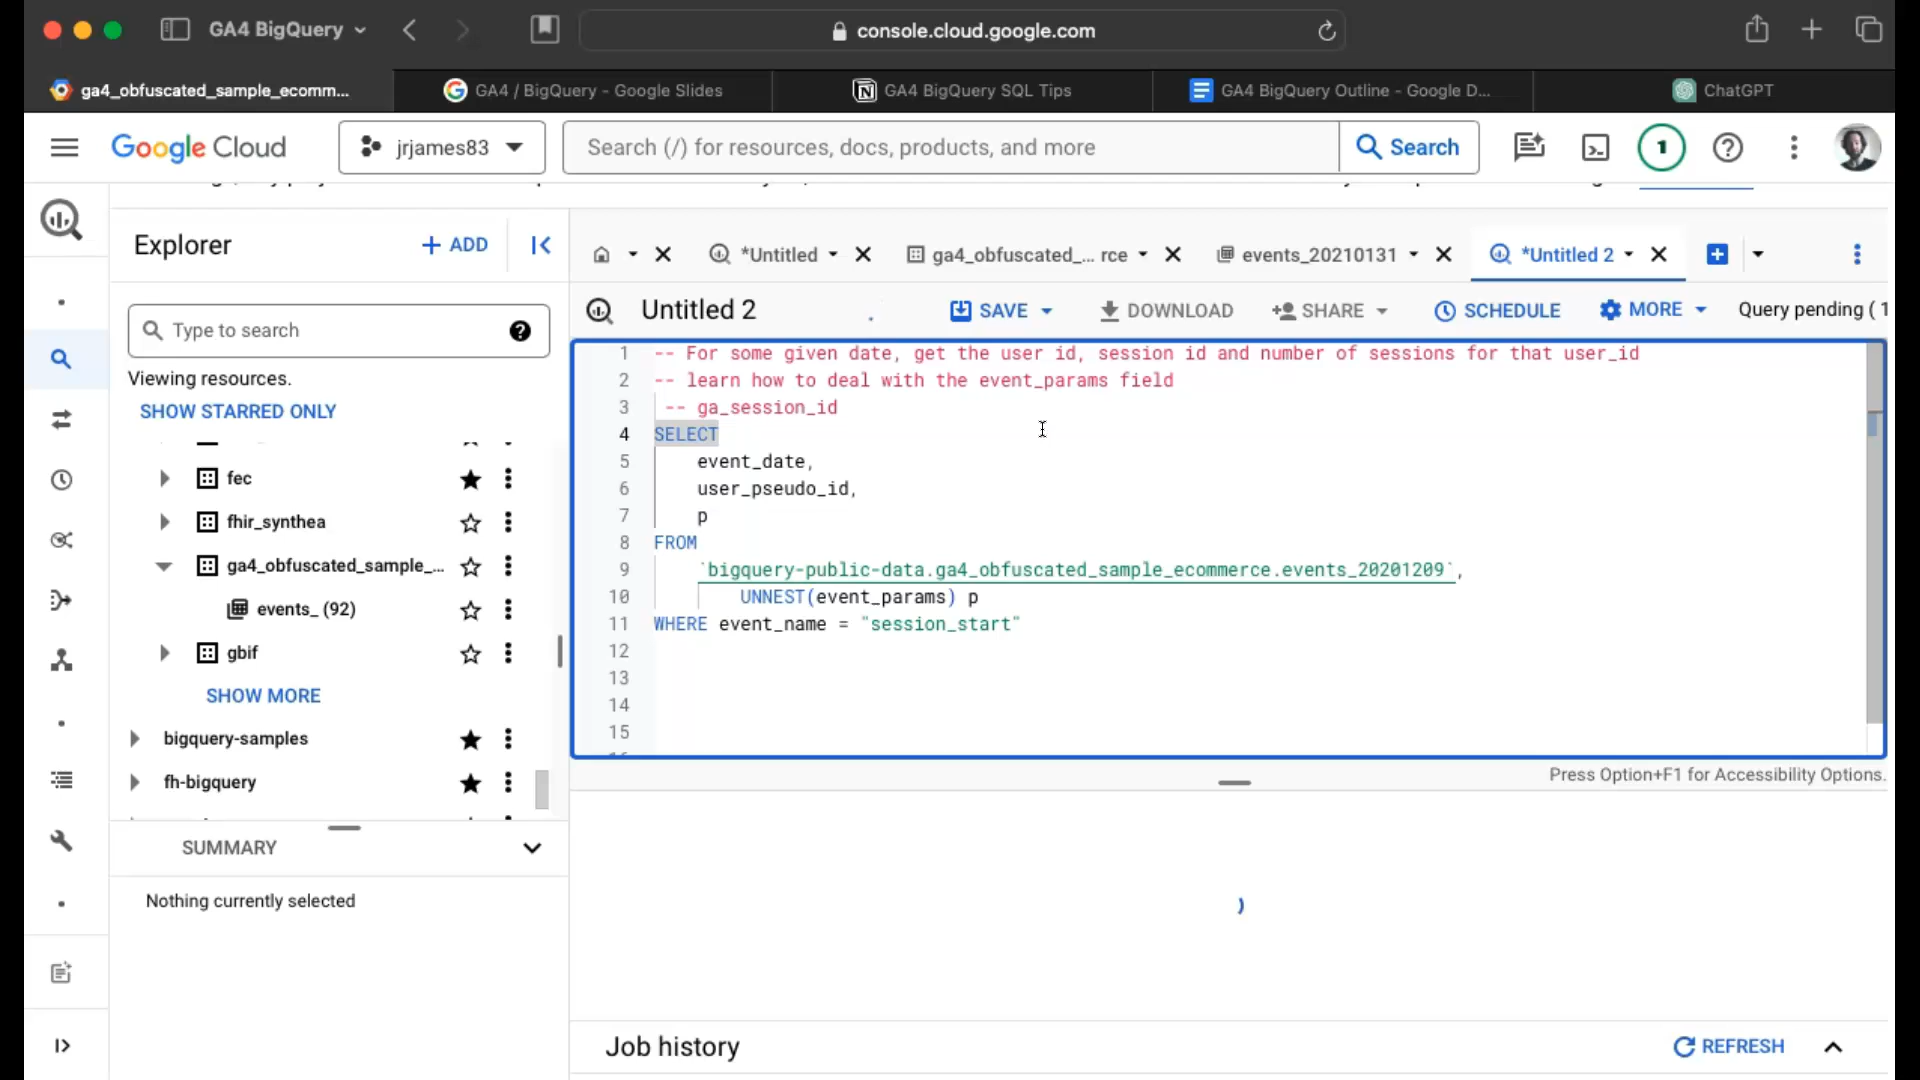 GA4 BigQuery
console.cloud.google.com
ga4_obfuscated_sample_ecomm...
GA4 / BigQuery - Google Slides
GA4 BigQuery SQL Tips
GA4 BigQuery Outline - Google D...
ChatGPT
Google Cloud
jrjames83
Search (/) for resources, docs, products, and more
Search
1
Explorer
+ ADD
*Untitled
ga4_obfuscated_... rce
events_20210131
*Untitled 2
Untitled 2
SAVE
DOWNLOAD
SHARE
SCHEDULE
MORE
Query pending ( 1
Type to search
Viewing resources.
SHOW STARRED ONLY
fec
fhir_synthea
ga4_obfuscated_sample_...
events_ (92)
gbif
SHOW MORE
bigquery-samples
fh-bigquery
SUMMARY
Nothing currently selected
1 -- For some given date, get the user id, session id and number of sessions for that user_id
2 -- learn how to deal with the event_params field
3 -- ga_session_id
4 SELECT
5 event_date,
6 user_pseudo_id,
7 p
8 FROM
9 `bigquery-public-data.ga4_obfuscated_sample_ecommerce.events_20201209`,
10 UNNEST(event_params) p
11 WHERE event_name = "session_start"
12
13
14
15
Press Option+F1 for Accessibility Options.
Job history
REFRESH